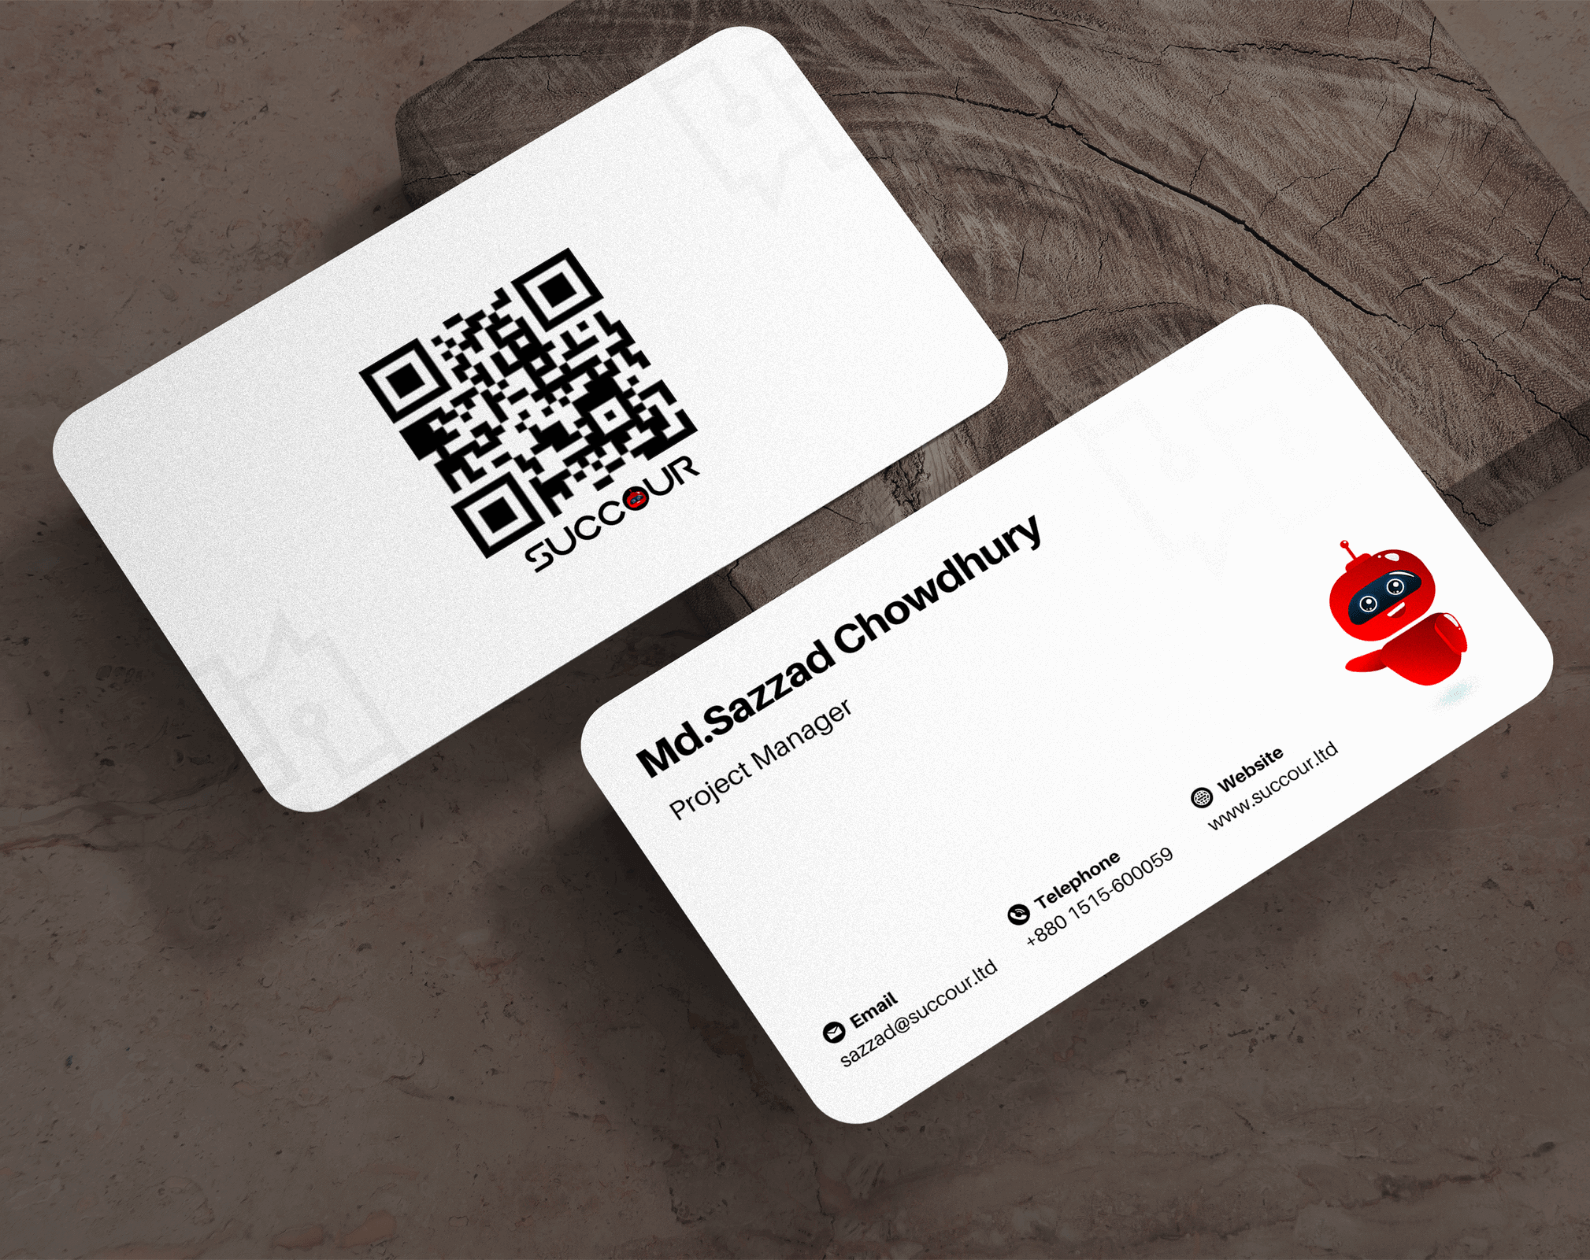 SUCCOUR
Md.Sazzad Chowdhury
Project Manager
Email
sazzad@succour.ltd
Telephone
+880 1515-600059
Website
www.succour.ltd